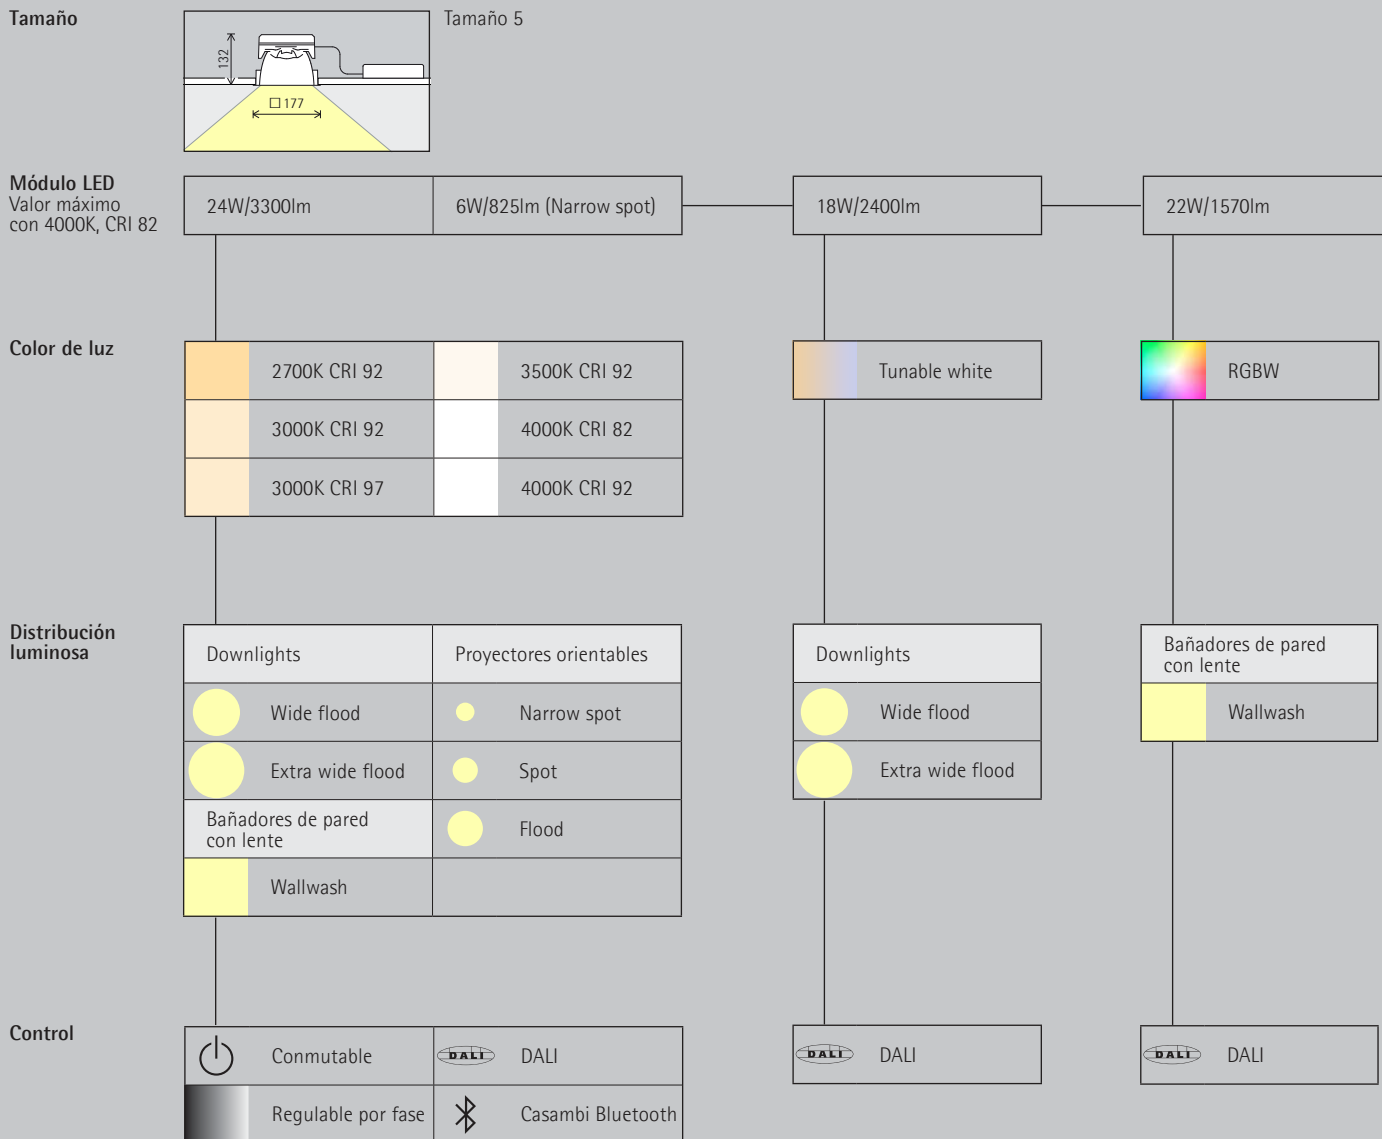 Tamaño
132
□ 177
Tamaño 5
Módulo LED
Valor máximo
con 4000K, CRI 82
24W/3300lm
6W/825lm (Narrow spot)
18W/2400lm
22W/1570lm
Color de luz
2700K CRI 92
3500K CRI 92
Tunable white
RGBW
3000K CRI 92
4000K CRI 82
3000K CRI 97
4000K CRI 92
Distribución
luminosa
Downlights
Proyectores orientables
Downlights
Bañadores de pared
con lente
Wide flood
Narrow spot
Wide flood
Wallwash
Extra wide flood
Spot
Extra wide flood
Bañadores de pared
con lente
Flood
Wallwash
Control
Conmutable
DALI DALI
DALI DALI
DALI DALI
Regulable por fase
Casambi Bluetooth